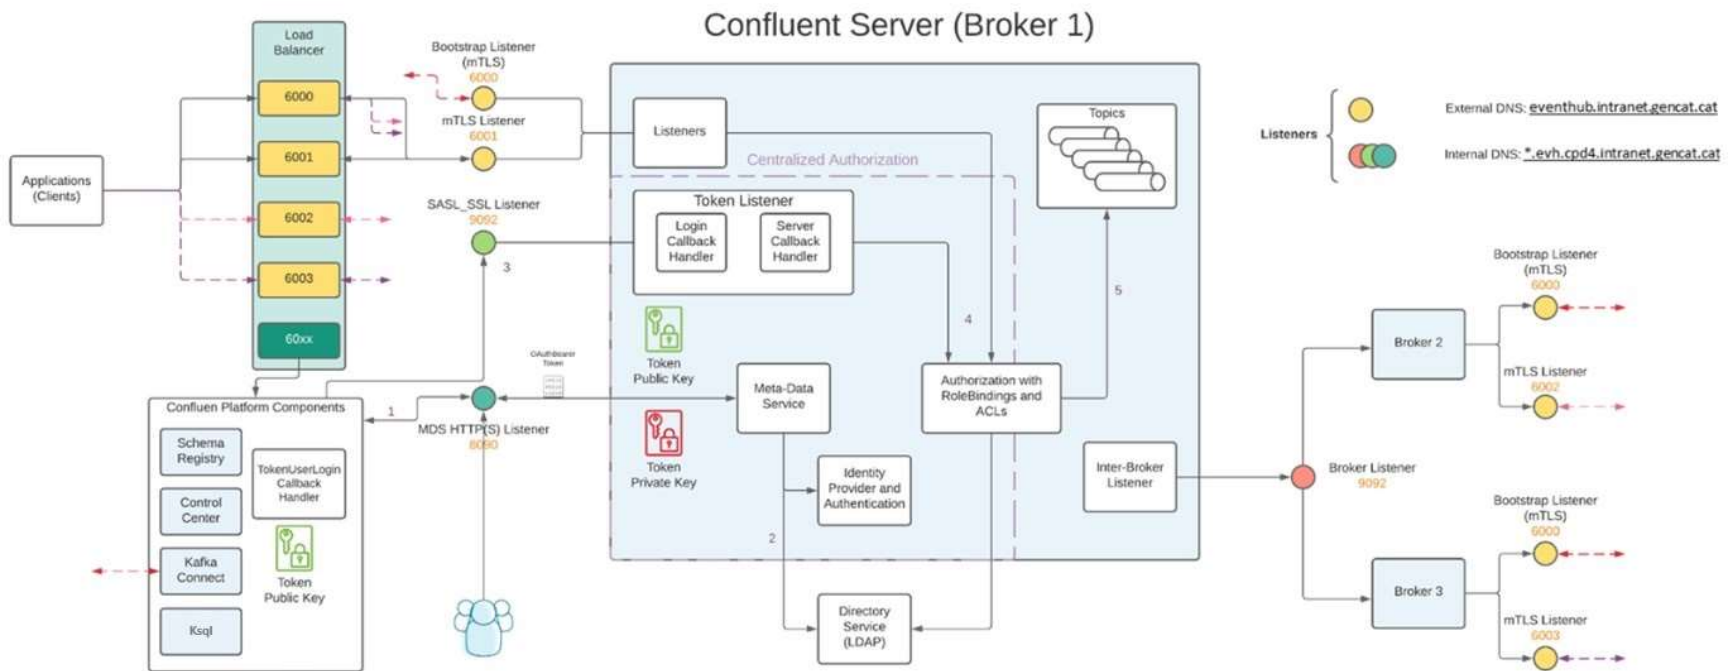 Confluent Server (Broker 1)
Load
Balancer
6000
6001
6002
6003
60xx
Applications
(Clients)
Bootstrap Listener
(mTLS)
6000
mTLS Listener
6001
SASL_SSL Listener
9092
3
OAuthBearer
Token
1
MDS HTTP(S) Listener
8090
Confluen Platform Components
Schema
Registry
Control
Center
Kafka
Connect
Ksql
TokenUserLogin
Callback
Handler
Token
Public Key
Listeners
Centralized Authorization
Token Listener
Login
Callback
Handler
Server
Callback
Handler
Token
Public Key
Token
Private Key
Meta-Data
Service
Identity
Provider and
Authentication
2
Directory
Service
(LDAP)
4
Authorization with
RoleBindings and
ACLs
5
Topics
Inter-Broker
Listener
Broker Listener
9092
Listeners
External DNS: eventhub.intranet.gencat.cat
Internal DNS: *.evh.cpd4.intranet.gencat.cat
Broker 2
Bootstrap Listener
(mTLS)
6000
mTLS Listener
6002
Broker 3
Bootstrap Listener
(mTLS)
6000
mTLS Listener
6003